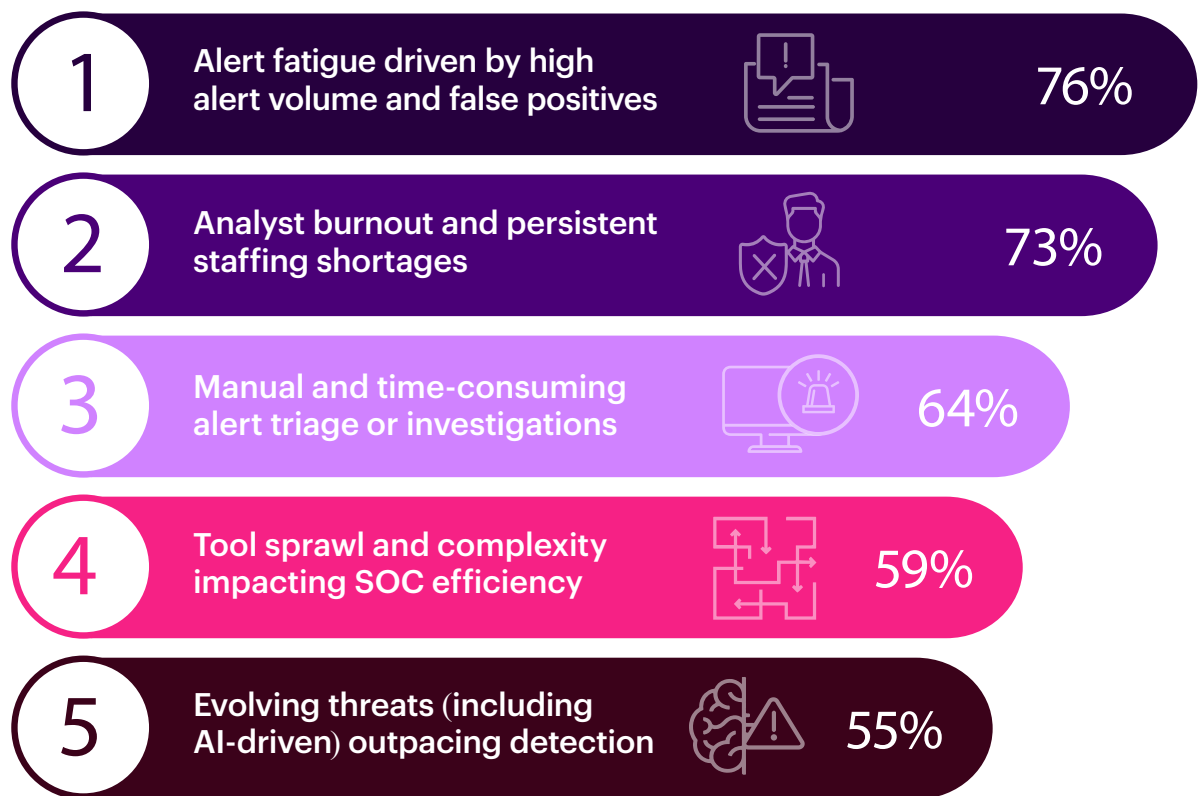 1
Alert fatigue driven by high
alert volume and false positives
76%
2
Analyst burnout and persistent
staffing shortages
73%
3
Manual and time-consuming
alert triage or investigations
64%
4
Tool sprawl and complexity
impacting SOC efficiency
59%
5
Evolving threats (including
AI-driven) outpacing detection
55%